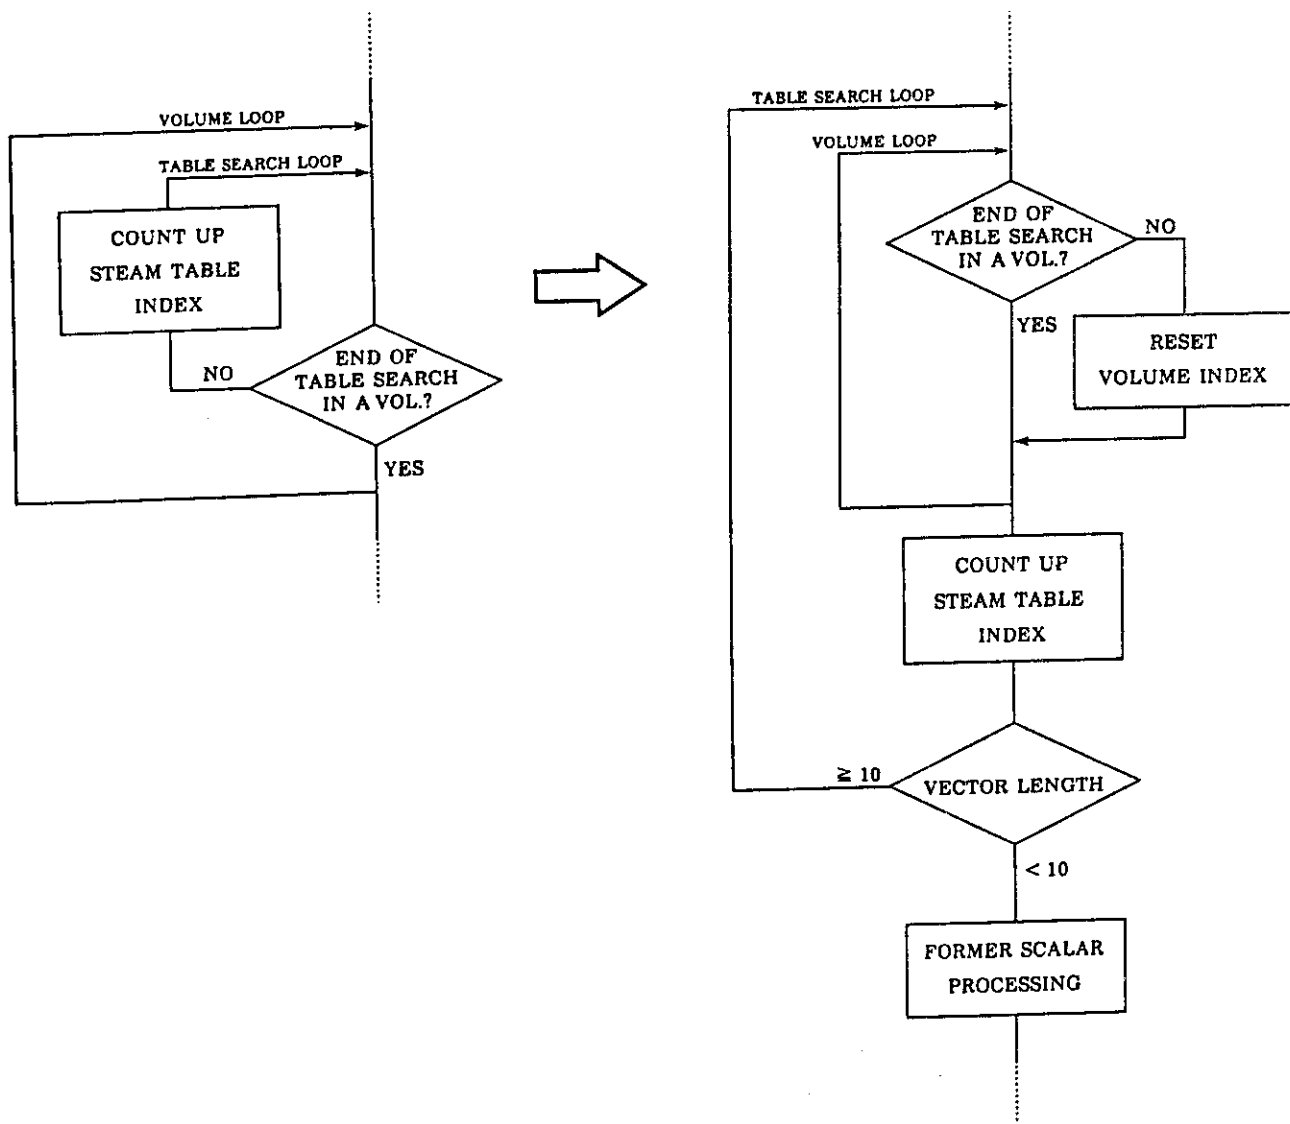 VOLUME LOOP
TABLE SEARCH LOOP
COUNT UP
STEAM TABLE
INDEX
NO
END OF
TABLE SEARCH
IN A VOL.?
YES
TABLE SEARCH LOOP
VOLUME LOOP
END OF
TABLE SEARCH
IN A VOL.?
NO
YES
RESET
VOLUME INDEX
COUNT UP
STEAM TABLE
INDEX
≧ 10
VECTOR LENGTH
< 10
FORMER SCALAR
PROCESSING